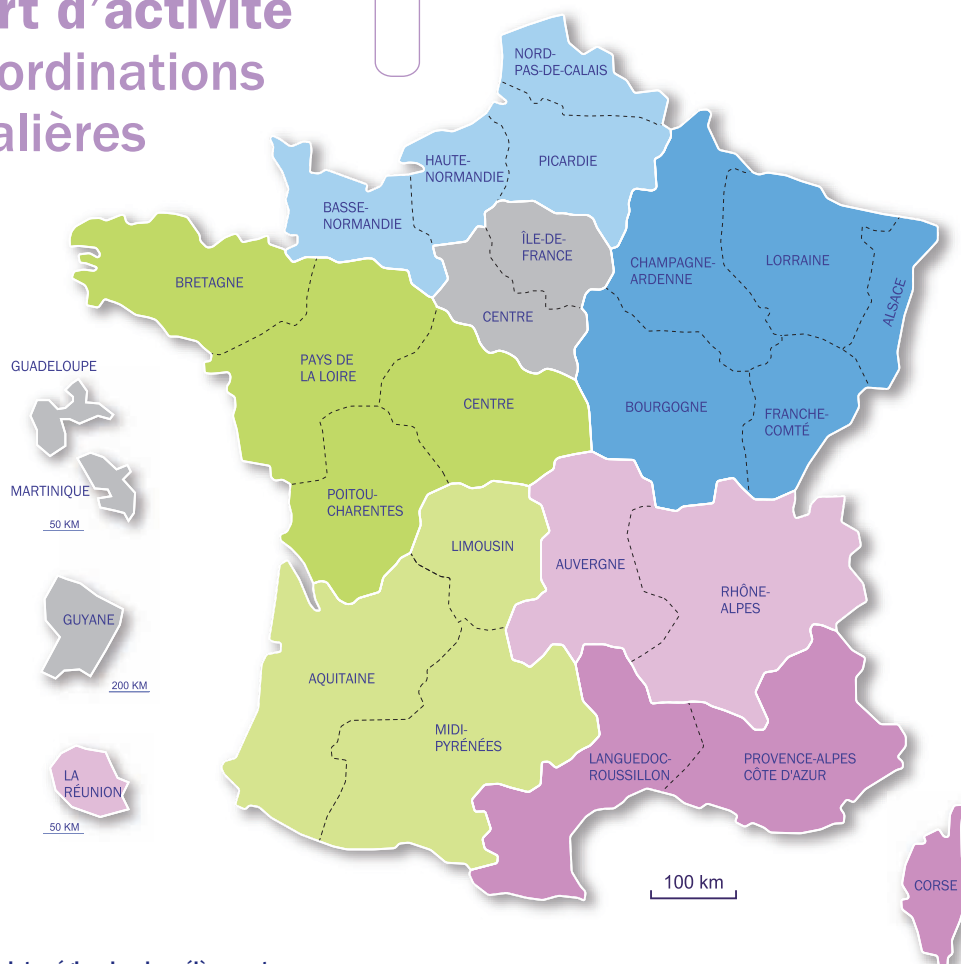 rt d'activité
ordinations
alières
NORD-
PAS-DE-CALAIS
HAUTE-
NORMANDIE
PICARDIE
BASSE-
NORMANDIE
ÎLE-DE-
FRANCE
CHAMPAGNE-
ARDENNE
LORRAINE
ALSACE
BRETAGNE
CENTRE
PAYS DE
LA LOIRE
CENTRE
BOURGOGNE
FRANCHE-
COMTÉ
GUADELOUPE
MARTINIQUE
50 KM
POITOU-
CHARENTES
LIMOUSIN
AUVERGNE
RHÔNE-
ALPES
GUYANE
200 KM
AQUITAINE
MIDI-
PYRÉNÉES
LANGUEDOC-
ROUSSILLON
PROVENCE-ALPES
CÔTE D'AZUR
LA
RÉUNION
50 KM
100 km
CORSE